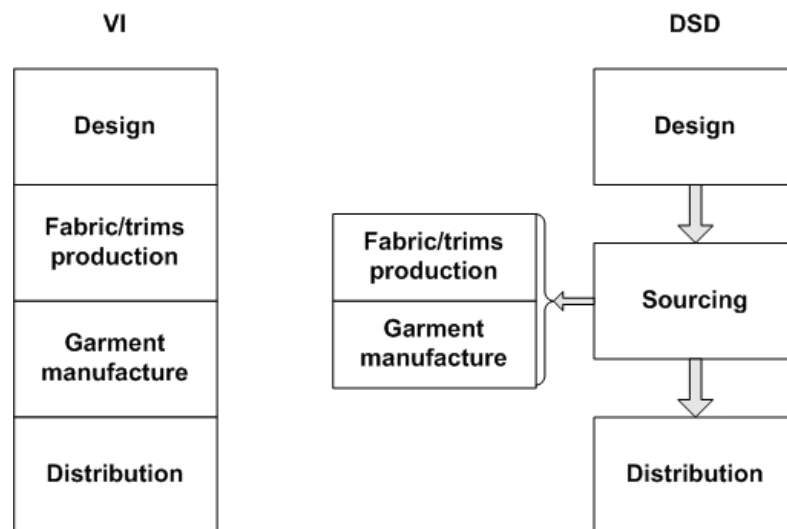 VI
Design
Fabric/trims
production
Garment
manufacture
Distribution
Fabric/trims
production
Garment
manufacture
DSD
Design
Sourcing
Distribution